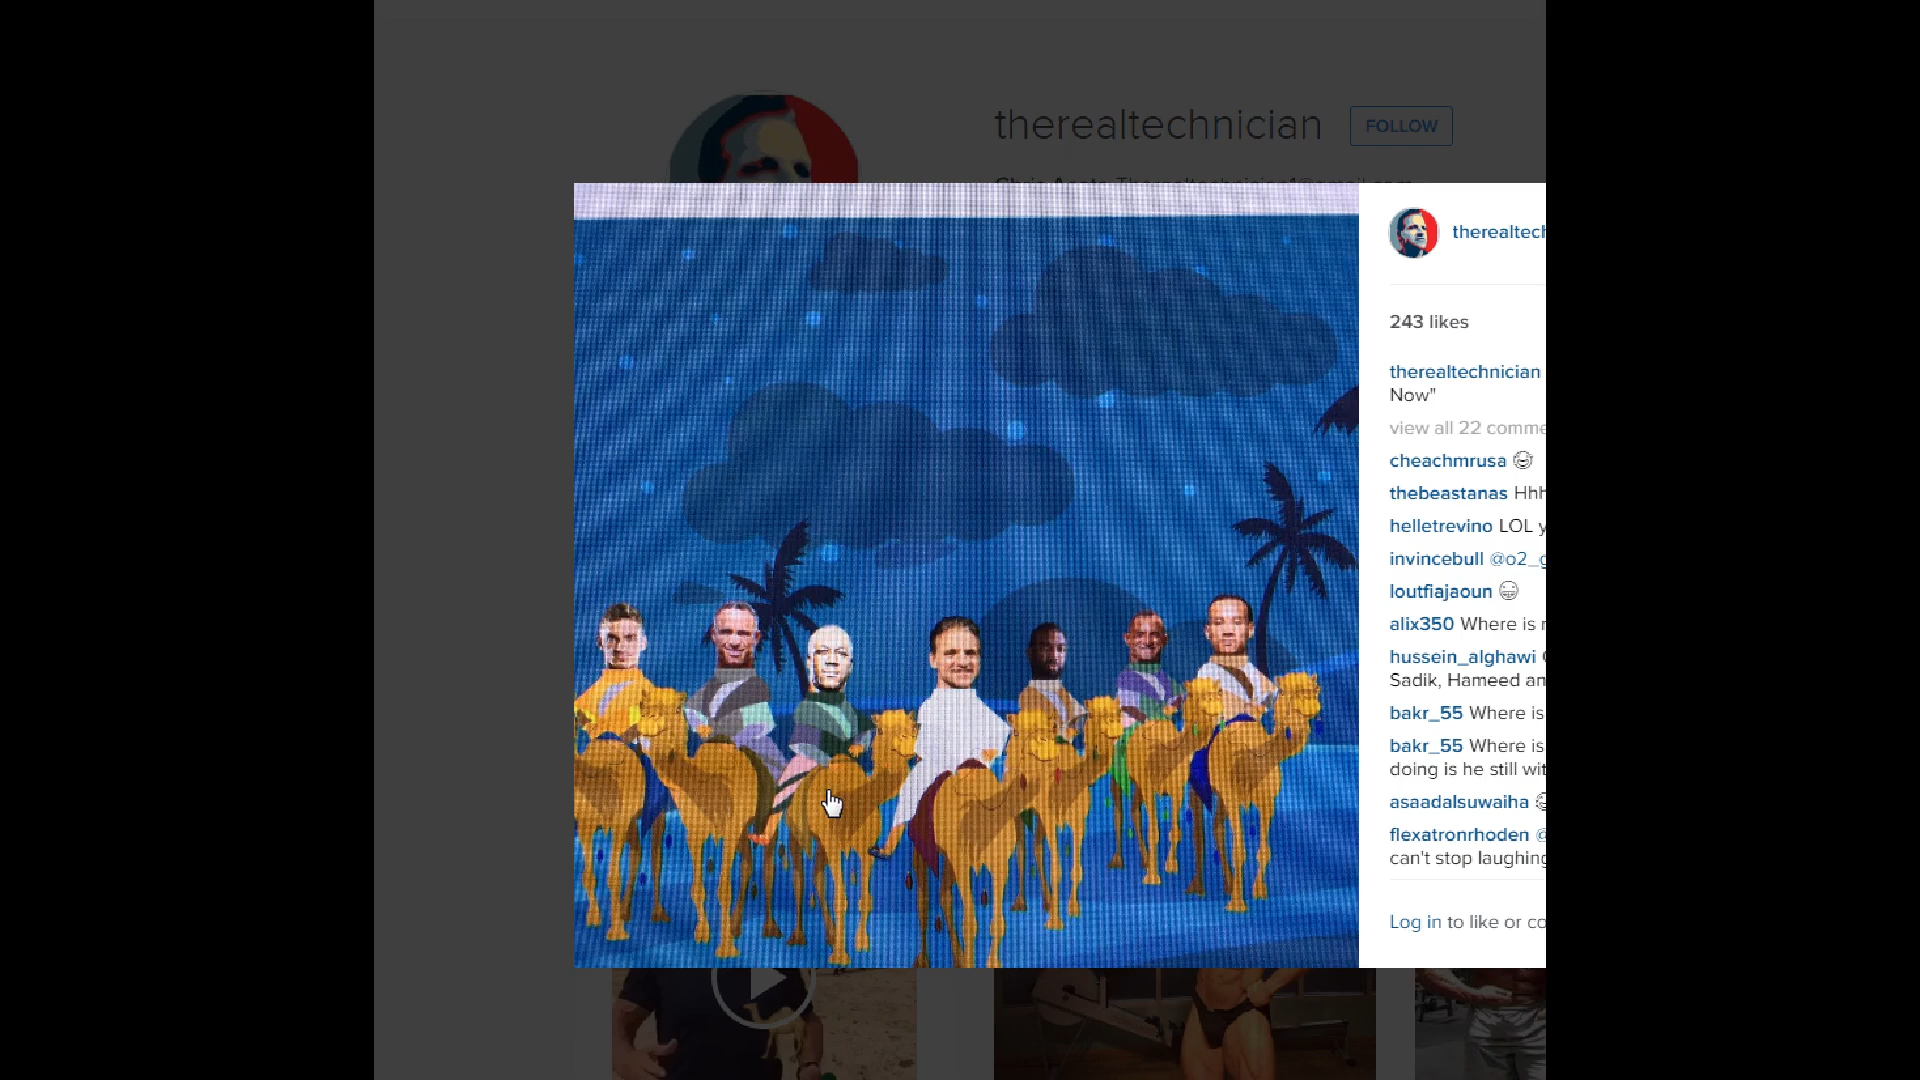 therealtechnician
FOLLOW
therealtech
243 likes
therealtechnician
Now"
view all 22 comme
cheachmrusa
thebeastanas Hhh
helletrevino LOL y
invincebull @o2_g
loutfiajaoun
alix350 Where is
hussein_alghawi
Sadik, Hameed an
bakr_55 Where is
bakr_55 Where is
doing is he still wit
asaadalsuwaiha
flexatronrhoden @
can't stop laughing
Log in to like or co